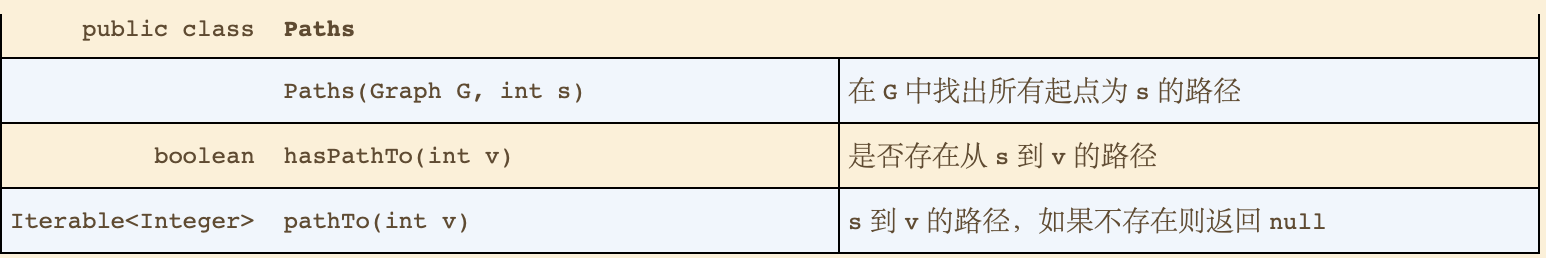 public class Paths
Paths(Graph G, int s) 在 G 中找出所有起点为 s 的路径
boolean hasPathTo(int v) 是否存在从 s 到 v 的路径
Iterable<Integer> pathTo(int v) s 到 v 的路径，如果不存在则返回 null